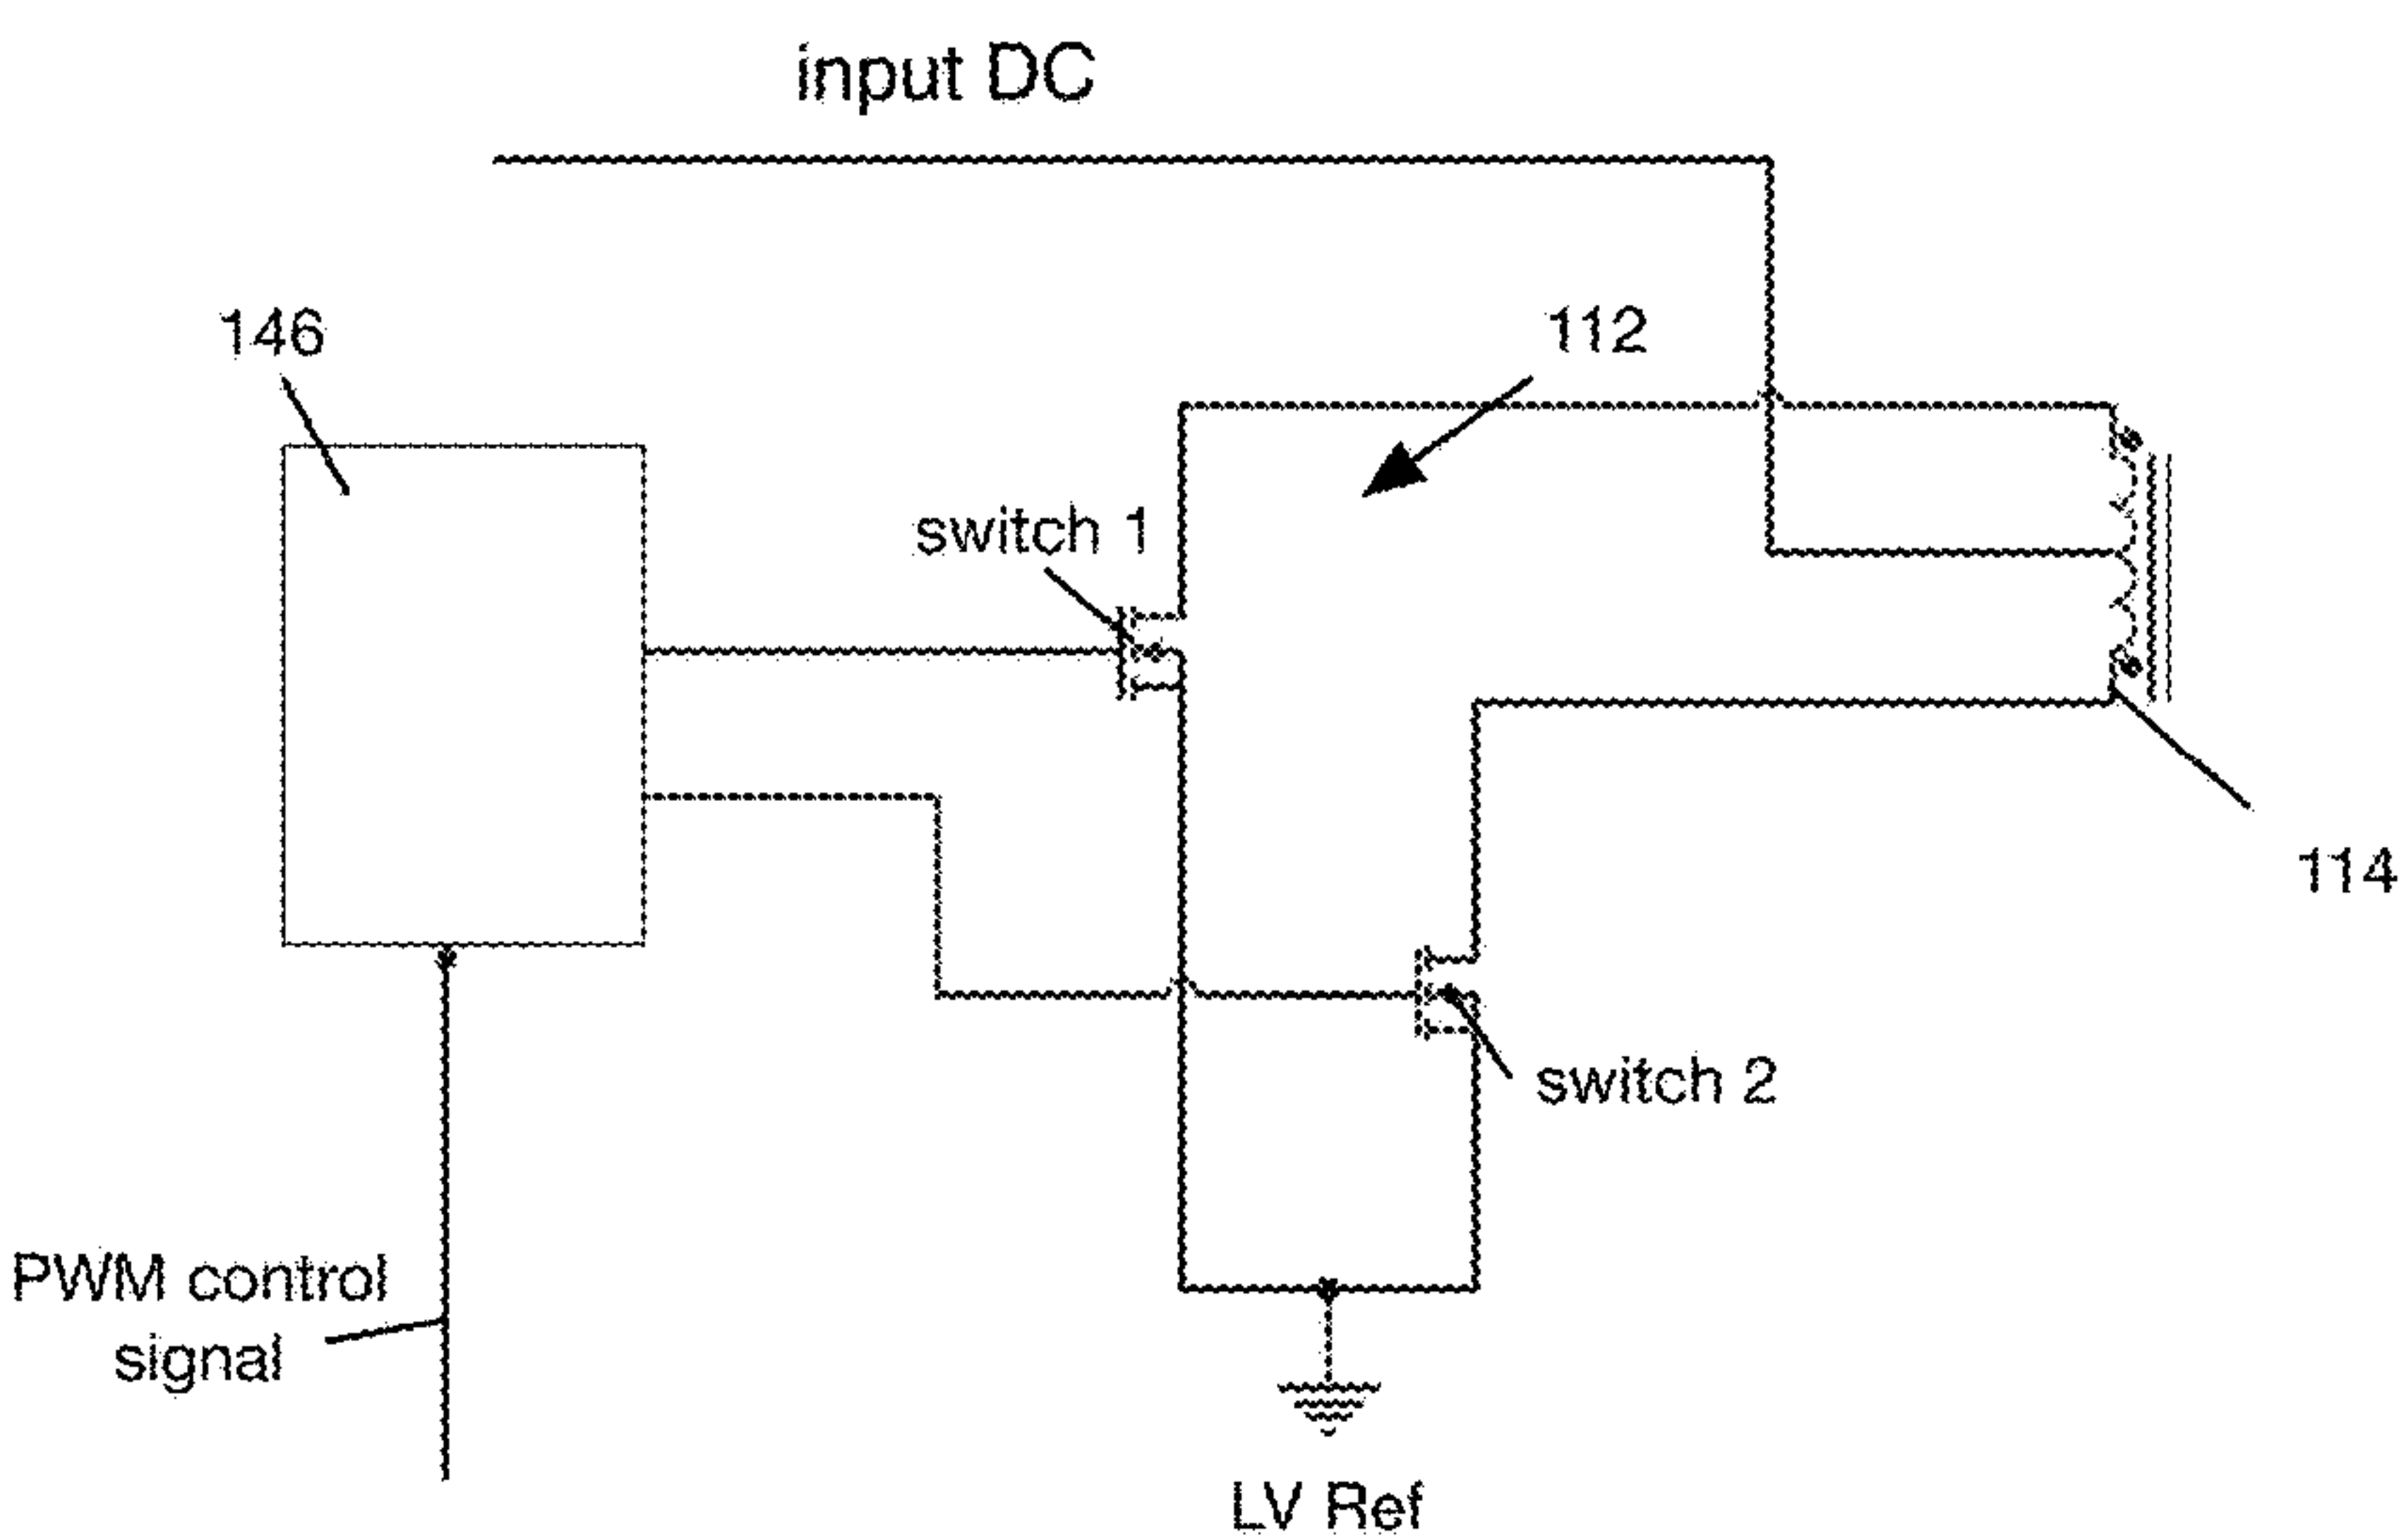 input DC
146
112
switch 1
114
switch 2
PWM control
signal
LV Ref